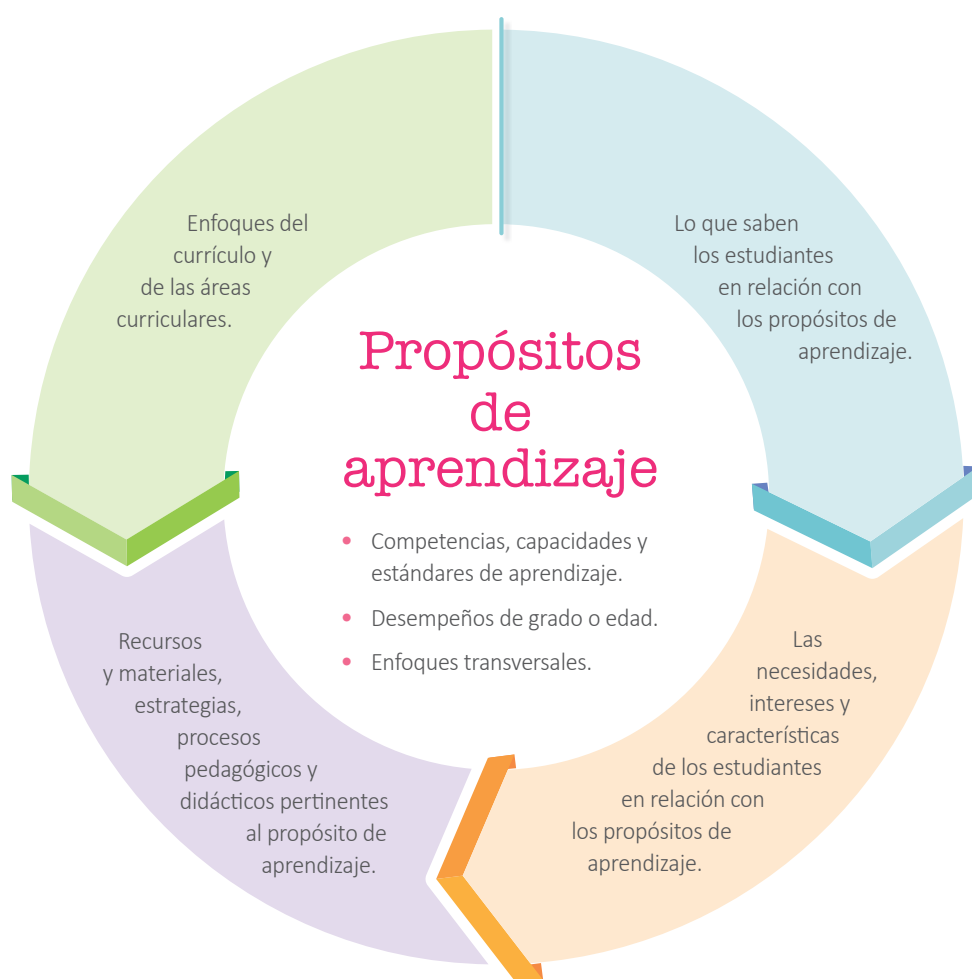 Enfoques del
currículo y
de las áreas
curriculares.
Lo que saben
los estudiantes
en relación con
los propósitos de
aprendizaje.
Propósitos
de
aprendizaje
• Competencias, capacidades y
estándares de aprendizaje.
• Desempeños de grado o edad.
• Enfoques transversales.
Recursos
y materiales,
estrategias,
procesos
pedagógicos y
didácticos pertinentes
al propósito de
aprendizaje.
Las
necesidades,
intereses y
características
de los estudiantes
en relación con
los propósitos de
aprendizaje.